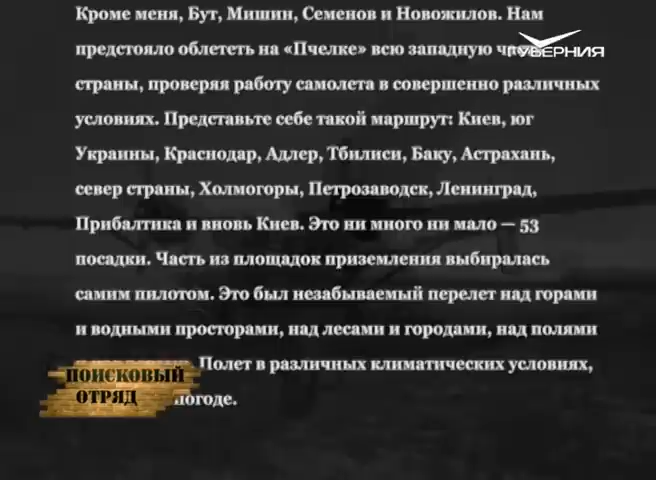 Кроме меня, Бут, Мишин, Семенов и Новожилов. Нам
предстояло облететь на «Пчелке» всю западную
ГУБЕРНИЯ
страны, проверяя работу самолета в совершенно различных
условиях. Представьте себе такой маршрут: Киев, юг
Украины, Краснодар, Адлер, Тбилиси, Баку, Астрахань,
север страны, Холмогоры, Петрозаводск, Ленинград,
Прибалтика и вновь Киев. Это ни много ни мало — 53
посадки. Часть из площадок приземления выбиралась
самим пилотом. Это был незабываемый перелет над горами
и водными просторами, над лесами и городами, над полями
Полет в различных климатических условиях,
погоде.
ПОИСКОВЫЙ
ОТРЯД